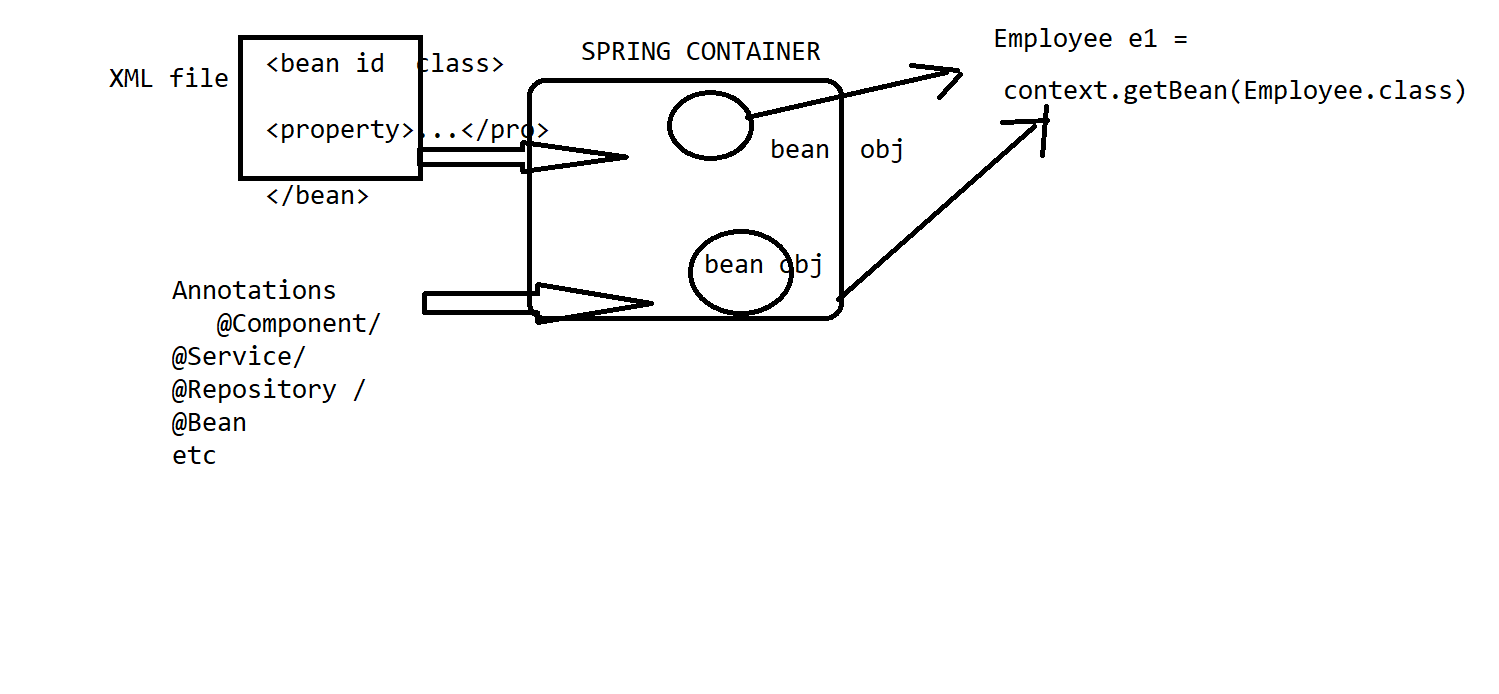 XML file
<bean id  class>
<property>...</pro>
</bean>
SPRING CONTAINER
bean  obj
bean obj
Employee e1 =
context.getBean(Employee.class)
Annotations
@Component/
@Service/
@Repository /
@Bean
etc